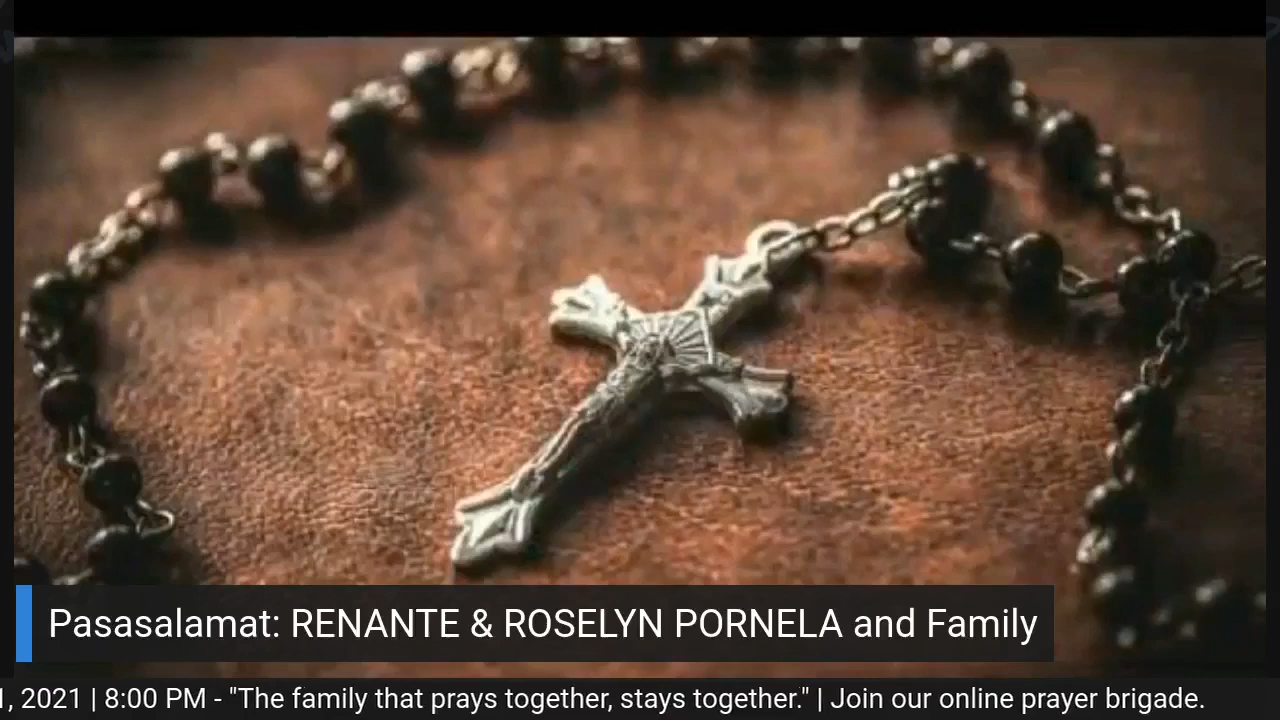 Pasasalamat: RENANTE & ROSELYN PORNELA and Family
, 2021 | 8:00 PM - "The family that prays together, stays together." | Join our online prayer brigade.